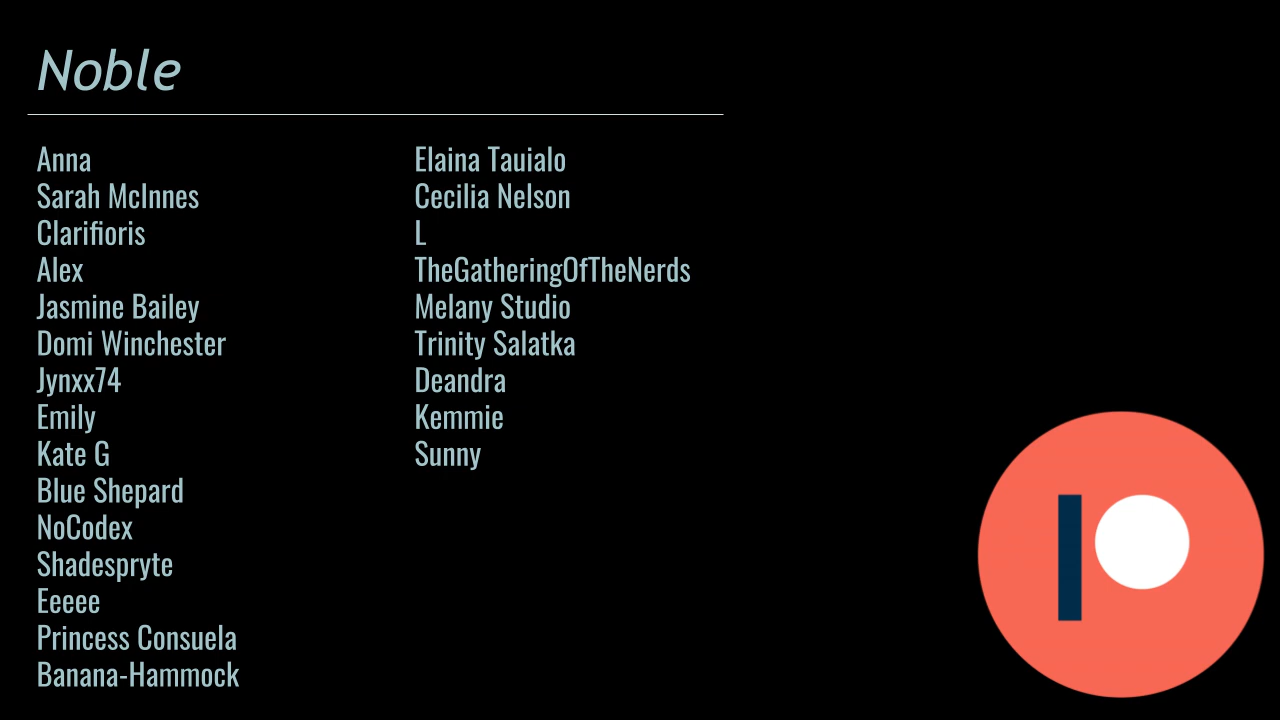 Noble
Anna
Sarah McInnes
Clarifioris
Alex
Jasmine Bailey
Domi Winchester
Jynxx74
Emily
Kate G
Blue Shepard
NoCodex
Shadespryte
Eeeee
Princess Consuela
Banana-Hammock
Elaina Tauialo
Cecilia Nelson
L
TheGatheringOfTheNerds
Melany Studio
Trinity Salatka
Deandra
Kemmie
Sunny